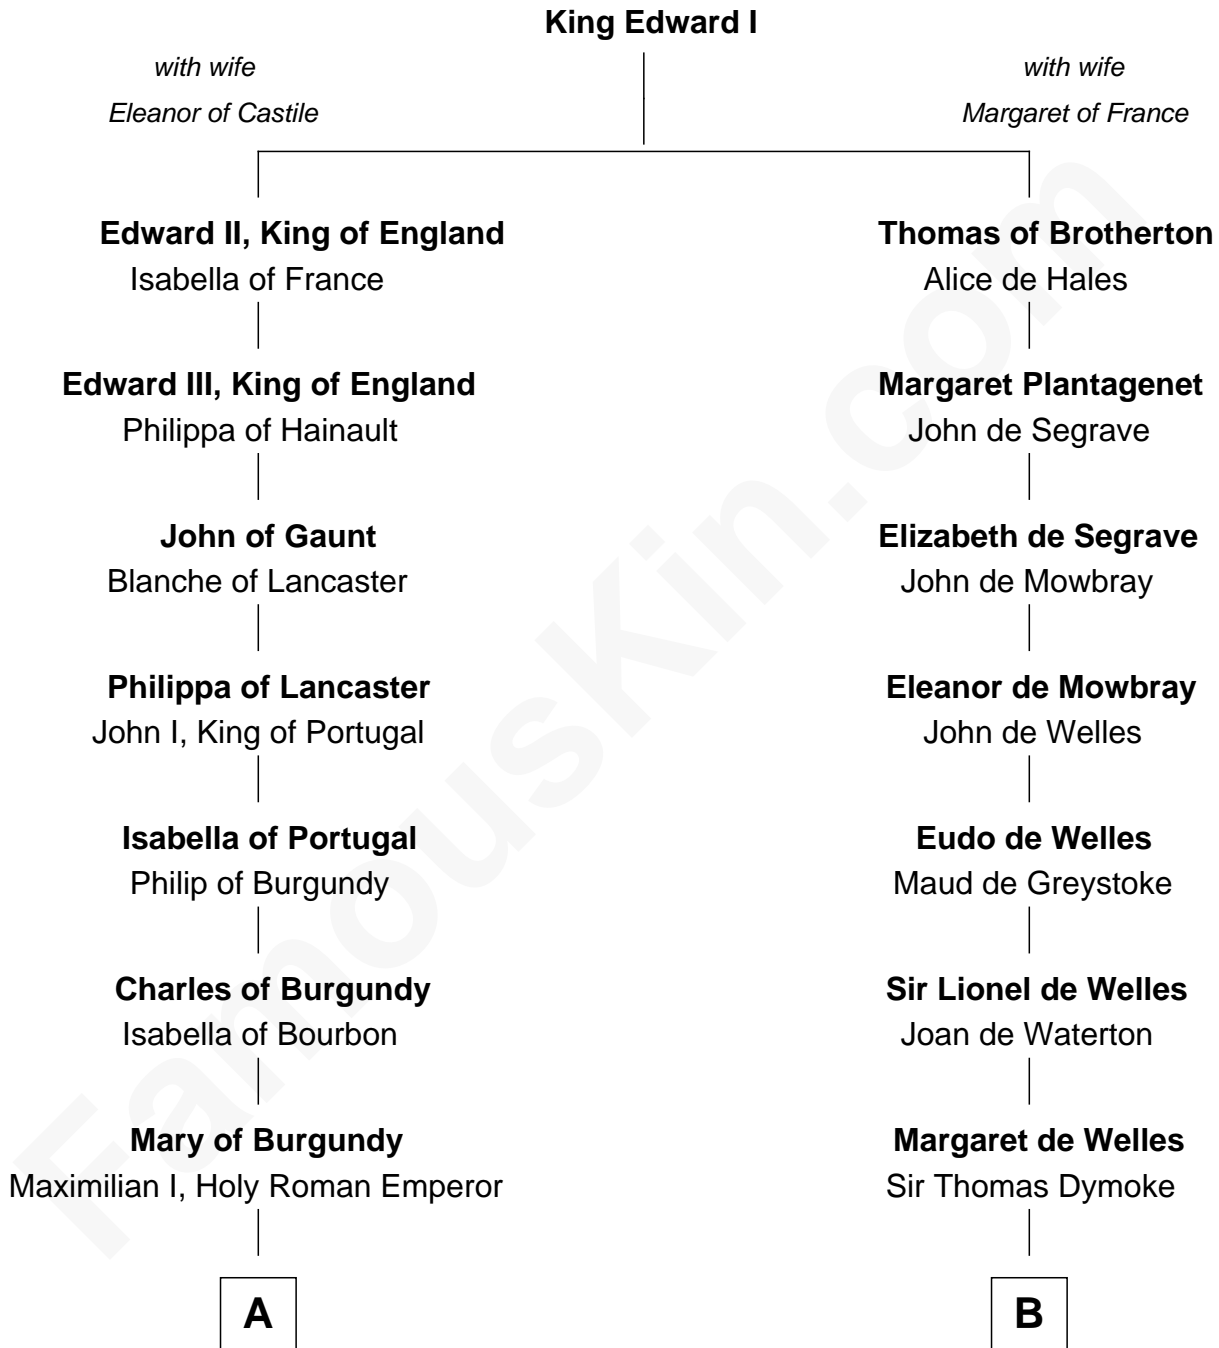 King Edward I
with wife
Eleanor of Castile
with wife
Margaret of France
Edward II, King of England
Isabella of France
Thomas of Brotherton
Alice de Hales
Edward III, King of England
Philippa of Hainault
Margaret Plantagenet
John de Segrave
John of Gaunt
Blanche of Lancaster
Elizabeth de Segrave
John de Mowbray
Philippa of Lancaster
John I, King of Portugal
Eleanor de Mowbray
John de Welles
Isabella of Portugal
Philip of Burgundy
Eudo de Welles
Maud de Greystoke
Charles of Burgundy
Isabella of Bourbon
Sir Lionel de Welles
Joan de Waterton
Mary of Burgundy
Maximilian I, Holy Roman Emperor
Margaret de Welles
Sir Thomas Dymoke
A
B
FamousKin.com